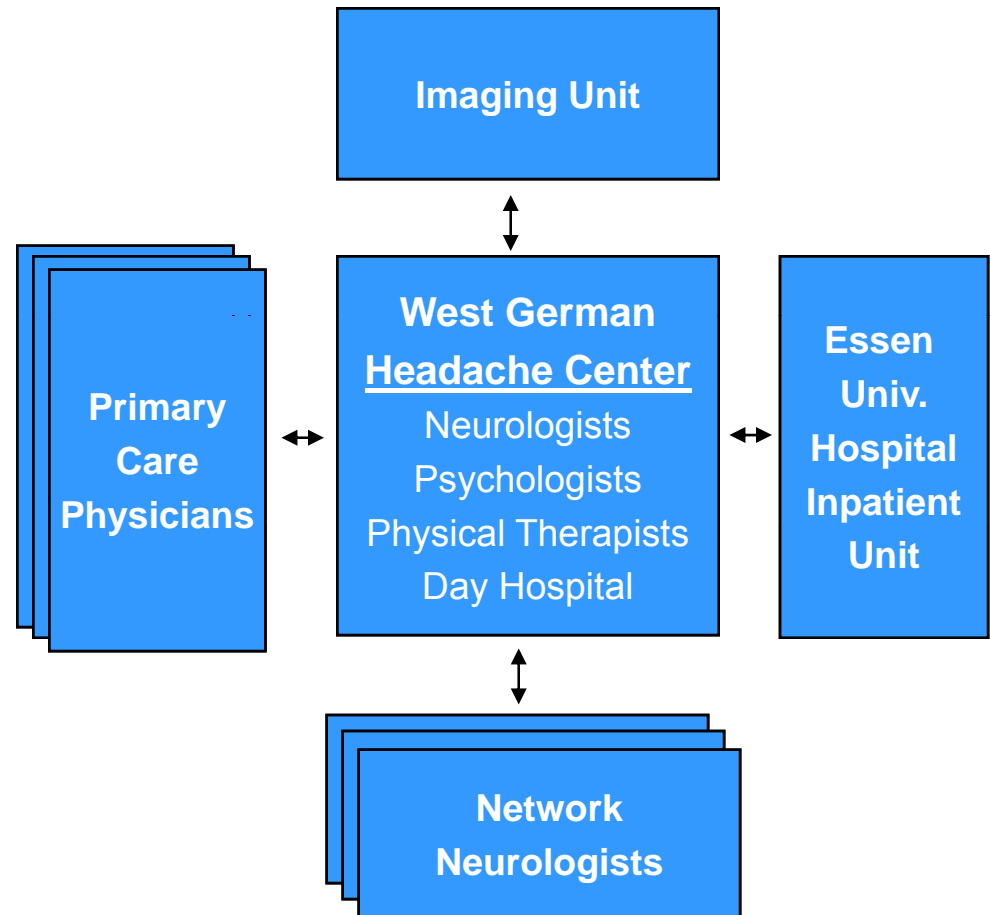 Imaging Unit
West German
Headache Center
Neurologists
Psychologists
Physical Therapists
Day Hospital
Primary
Care
Physicians
Essen
Univ.
Hospital
Inpatient
Unit
Network
Neurologists